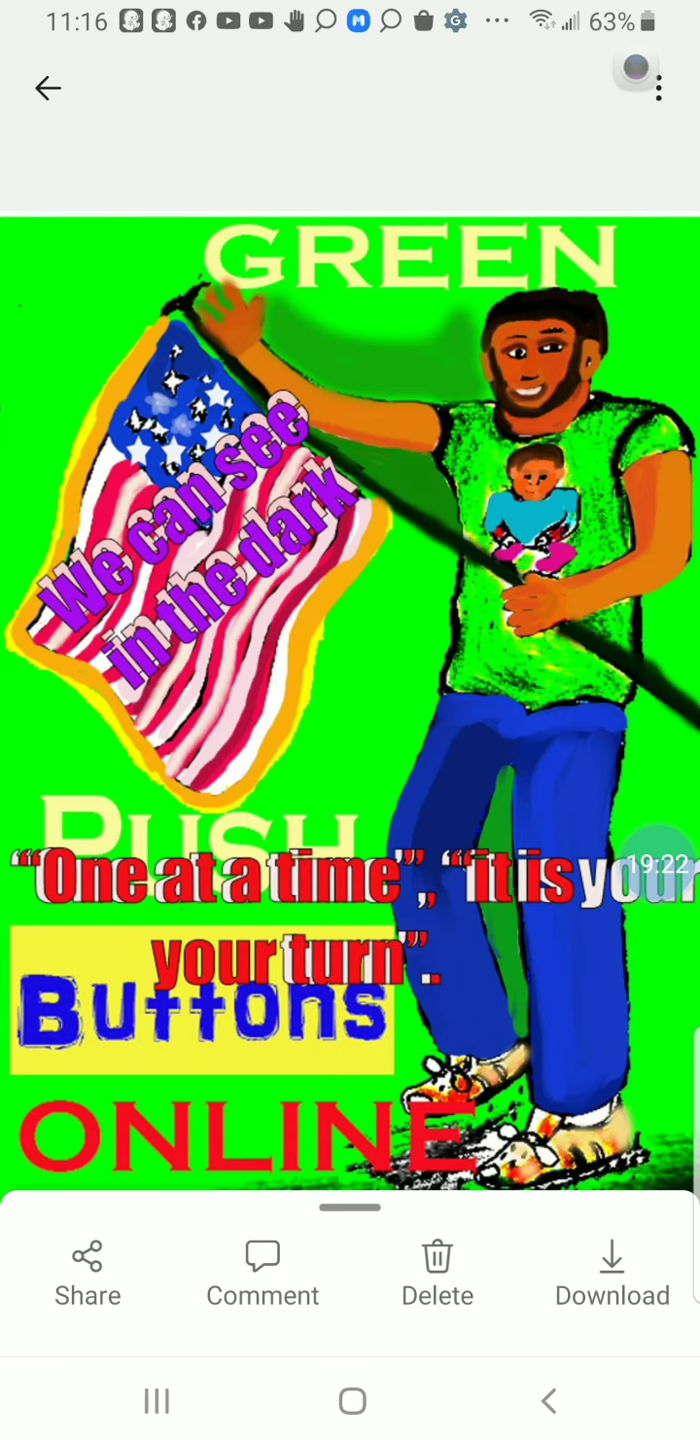 11:16
63%
GREEN
We can see
in the dark
PUSH
““One at a time”, “it is your
your turn”.
19:22
Buttons
ONLINE
Share Comment Delete Download